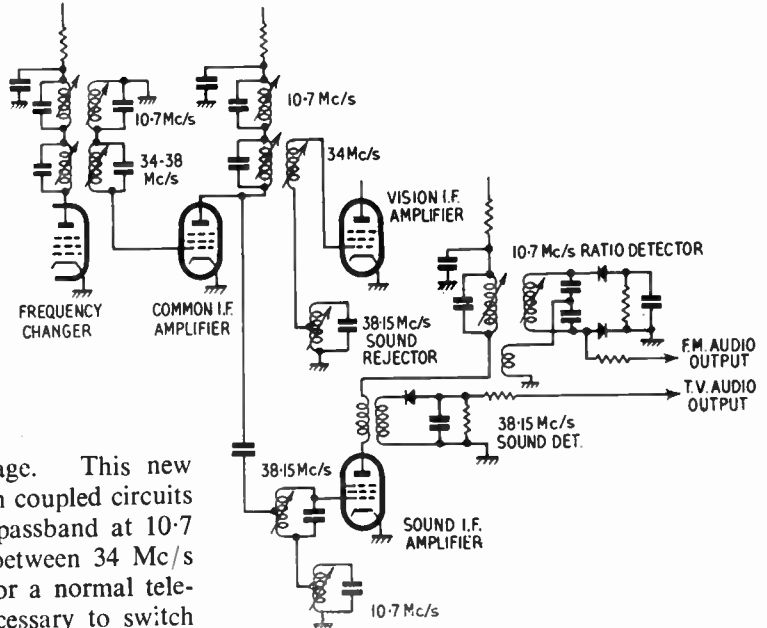 10·7 Mc/s
34-38
Mc/s
10·7 Mc/s
34 Mc/s
VISION I.F.
AMPLIFIER
FREQUENCY
CHANGER
COMMON I.F.
AMPLIFIER
38·15 Mc/s
SOUND
REJECTOR
10·7 Mc/s RATIO DETECTOR
F.M. AUDIO
OUTPUT
T.V. AUDIO
OUTPUT
38·15 Mc/s
SOUND DET.
38·15 Mc/s
SOUND I.F.
AMPLIFIER
10·7 Mc/s
age. This new
n coupled circuits
passband at 10·7
between 34 Mc/s
or a normal tele-
cessary to switch